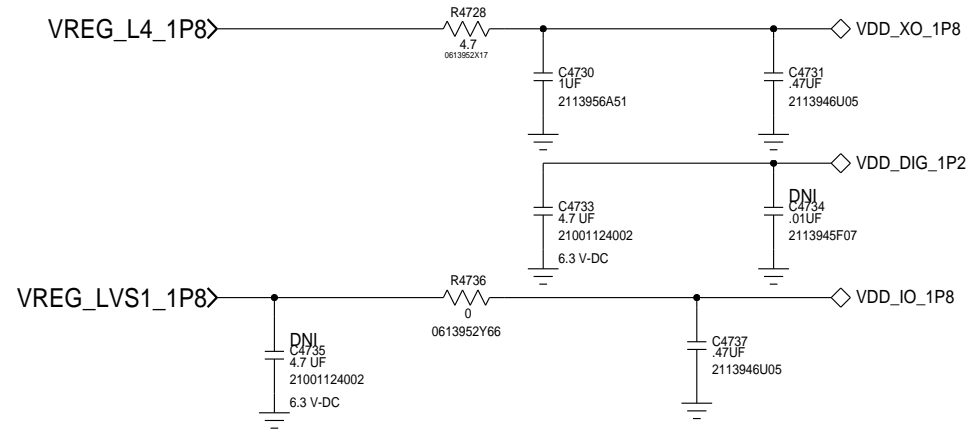 VREG_L4_1P8
R4728
4.7
0613952X17
VDD_XO_1P8
C4730
1UF
2113956A51
C4731
.47UF
2113946U05
VDD_DIG_1P2
C4733
4.7 UF
21001124002
6.3 V-DC
DNI
C4734
.01UF
2113945F07
VREG_LVS1_1P8
R4736
0
0613952Y66
VDD_IO_1P8
DNI
C4735
4.7 UF
21001124002
6.3 V-DC
C4737
.47UF
2113946U05